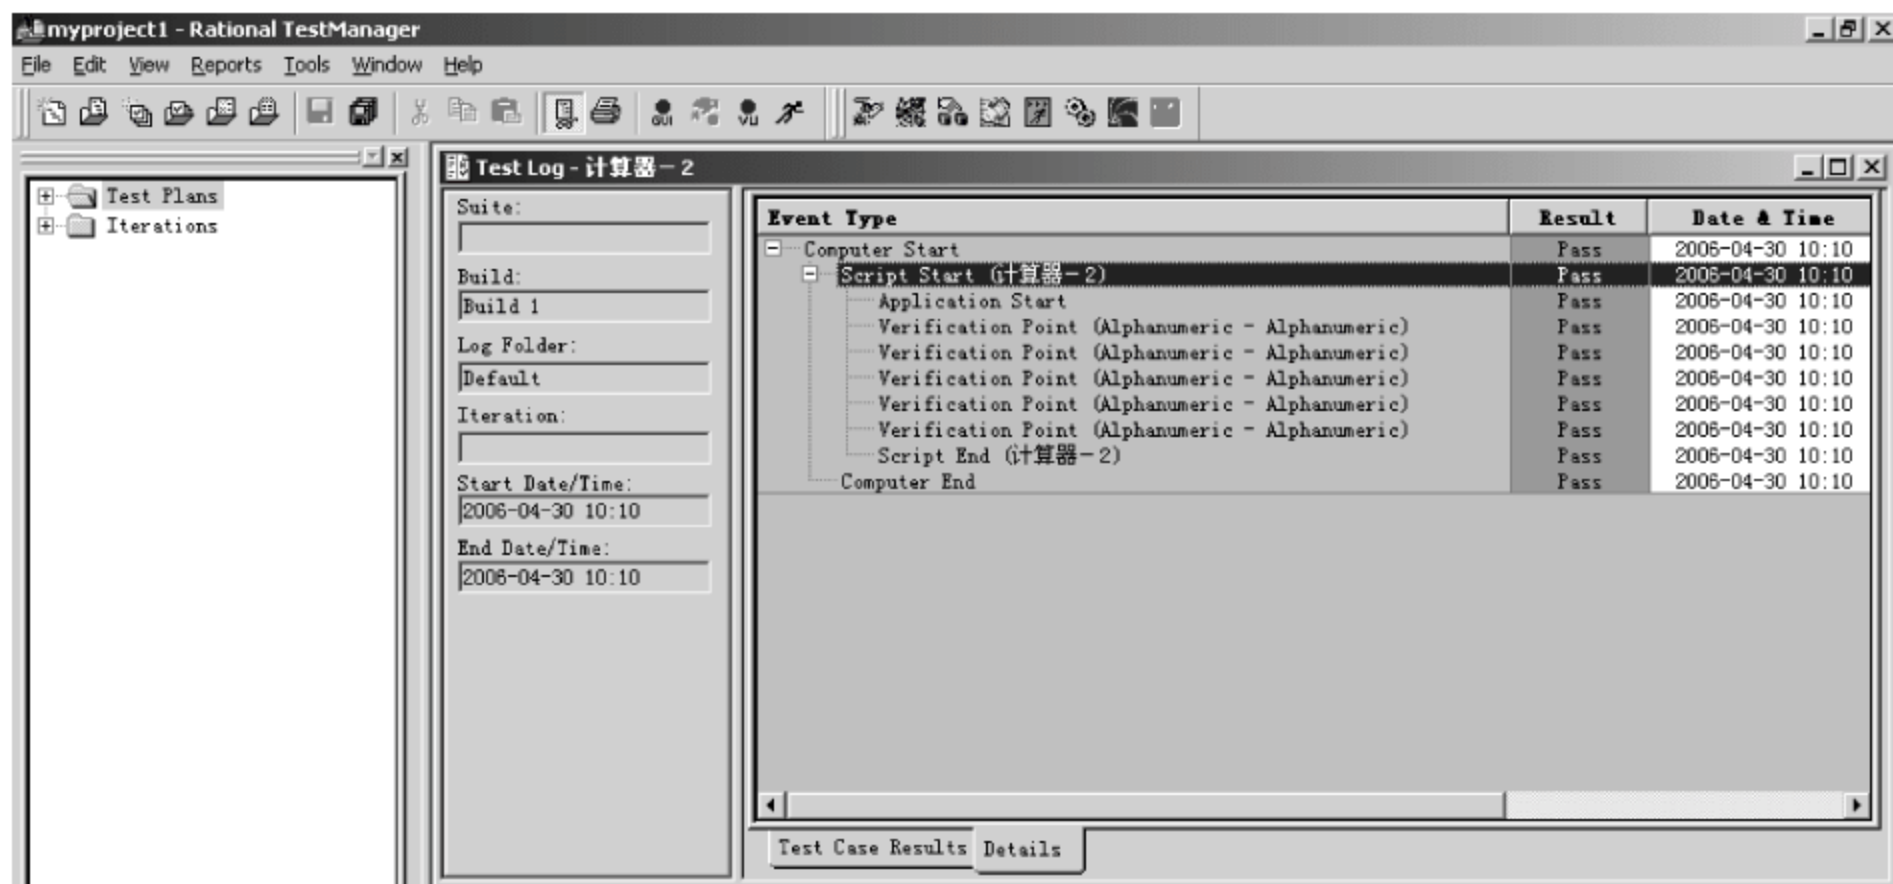 myproject1 - Rational TestManager
File Edit View Reports Tools Window Help
GUI VU
Test Plans
Iterations
Test Log - 计算器－2
Suite:
Build:
Build 1
Log Folder:
Default
Iteration:
Start Date/Time:
2006-04-30 10:10
End Date/Time:
2006-04-30 10:10
Event Type Result Date & Time
Computer Start Pass 2006-04-30 10:10
Script Start (计算器－2) Pass 2006-04-30 10:10
Application Start Pass 2006-04-30 10:10
Verification Point (Alphanumeric - Alphanumeric) Pass 2006-04-30 10:10
Verification Point (Alphanumeric - Alphanumeric) Pass 2006-04-30 10:10
Verification Point (Alphanumeric - Alphanumeric) Pass 2006-04-30 10:10
Verification Point (Alphanumeric - Alphanumeric) Pass 2006-04-30 10:10
Verification Point (Alphanumeric - Alphanumeric) Pass 2006-04-30 10:10
Script End (计算器－2) Pass 2006-04-30 10:10
Computer End Pass 2006-04-30 10:10
Test Case Results Details